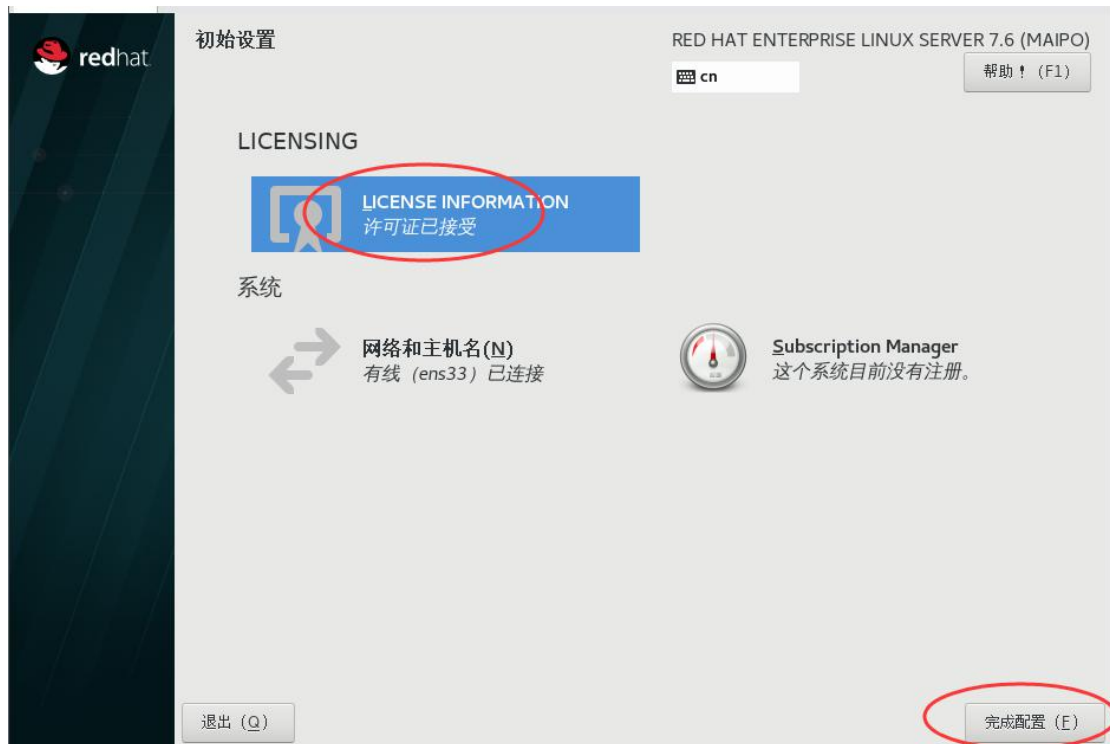 redhat
初始设置
RED HAT ENTERPRISE LINUX SERVER 7.6 (MAIPO)
cn
帮助! (F1)
LICENSING
LICENSE INFORMATION
许可证已接受
系统
网络和主机名(N)
有线 (ens33) 已连接
Subscription Manager
这个系统目前没有注册。
退出 (Q)
完成配置 (F)